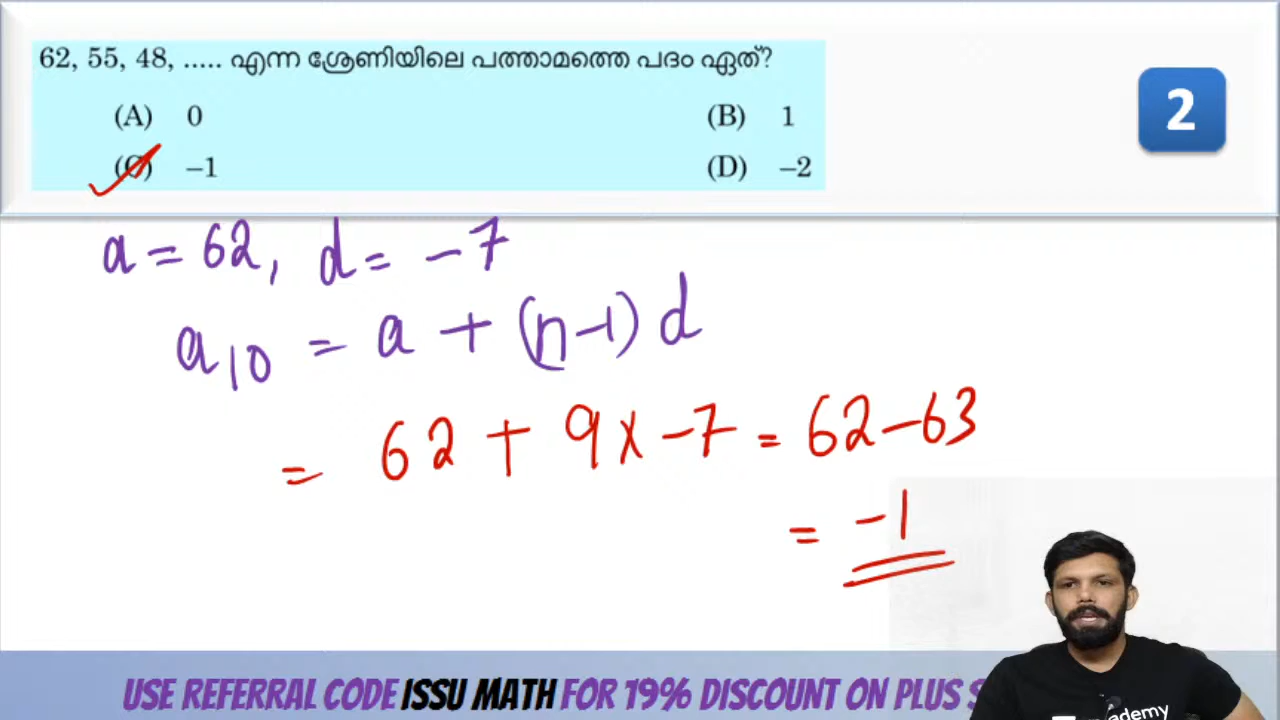 62, 55, 48, ..... എന്ന ശ്രേണിയിലെ പത്താമത്തെ പദം ഏത്?
(A) 0 (B) 1
(C) –1 (D) –2
2
a = 62, d = -7
a10 = a + (n-1) d
= 62 + 9 x -7 = 62-63
= -1
USE REFERRAL CODE ISSU MATH FOR 19% DISCOUNT ON PLUS